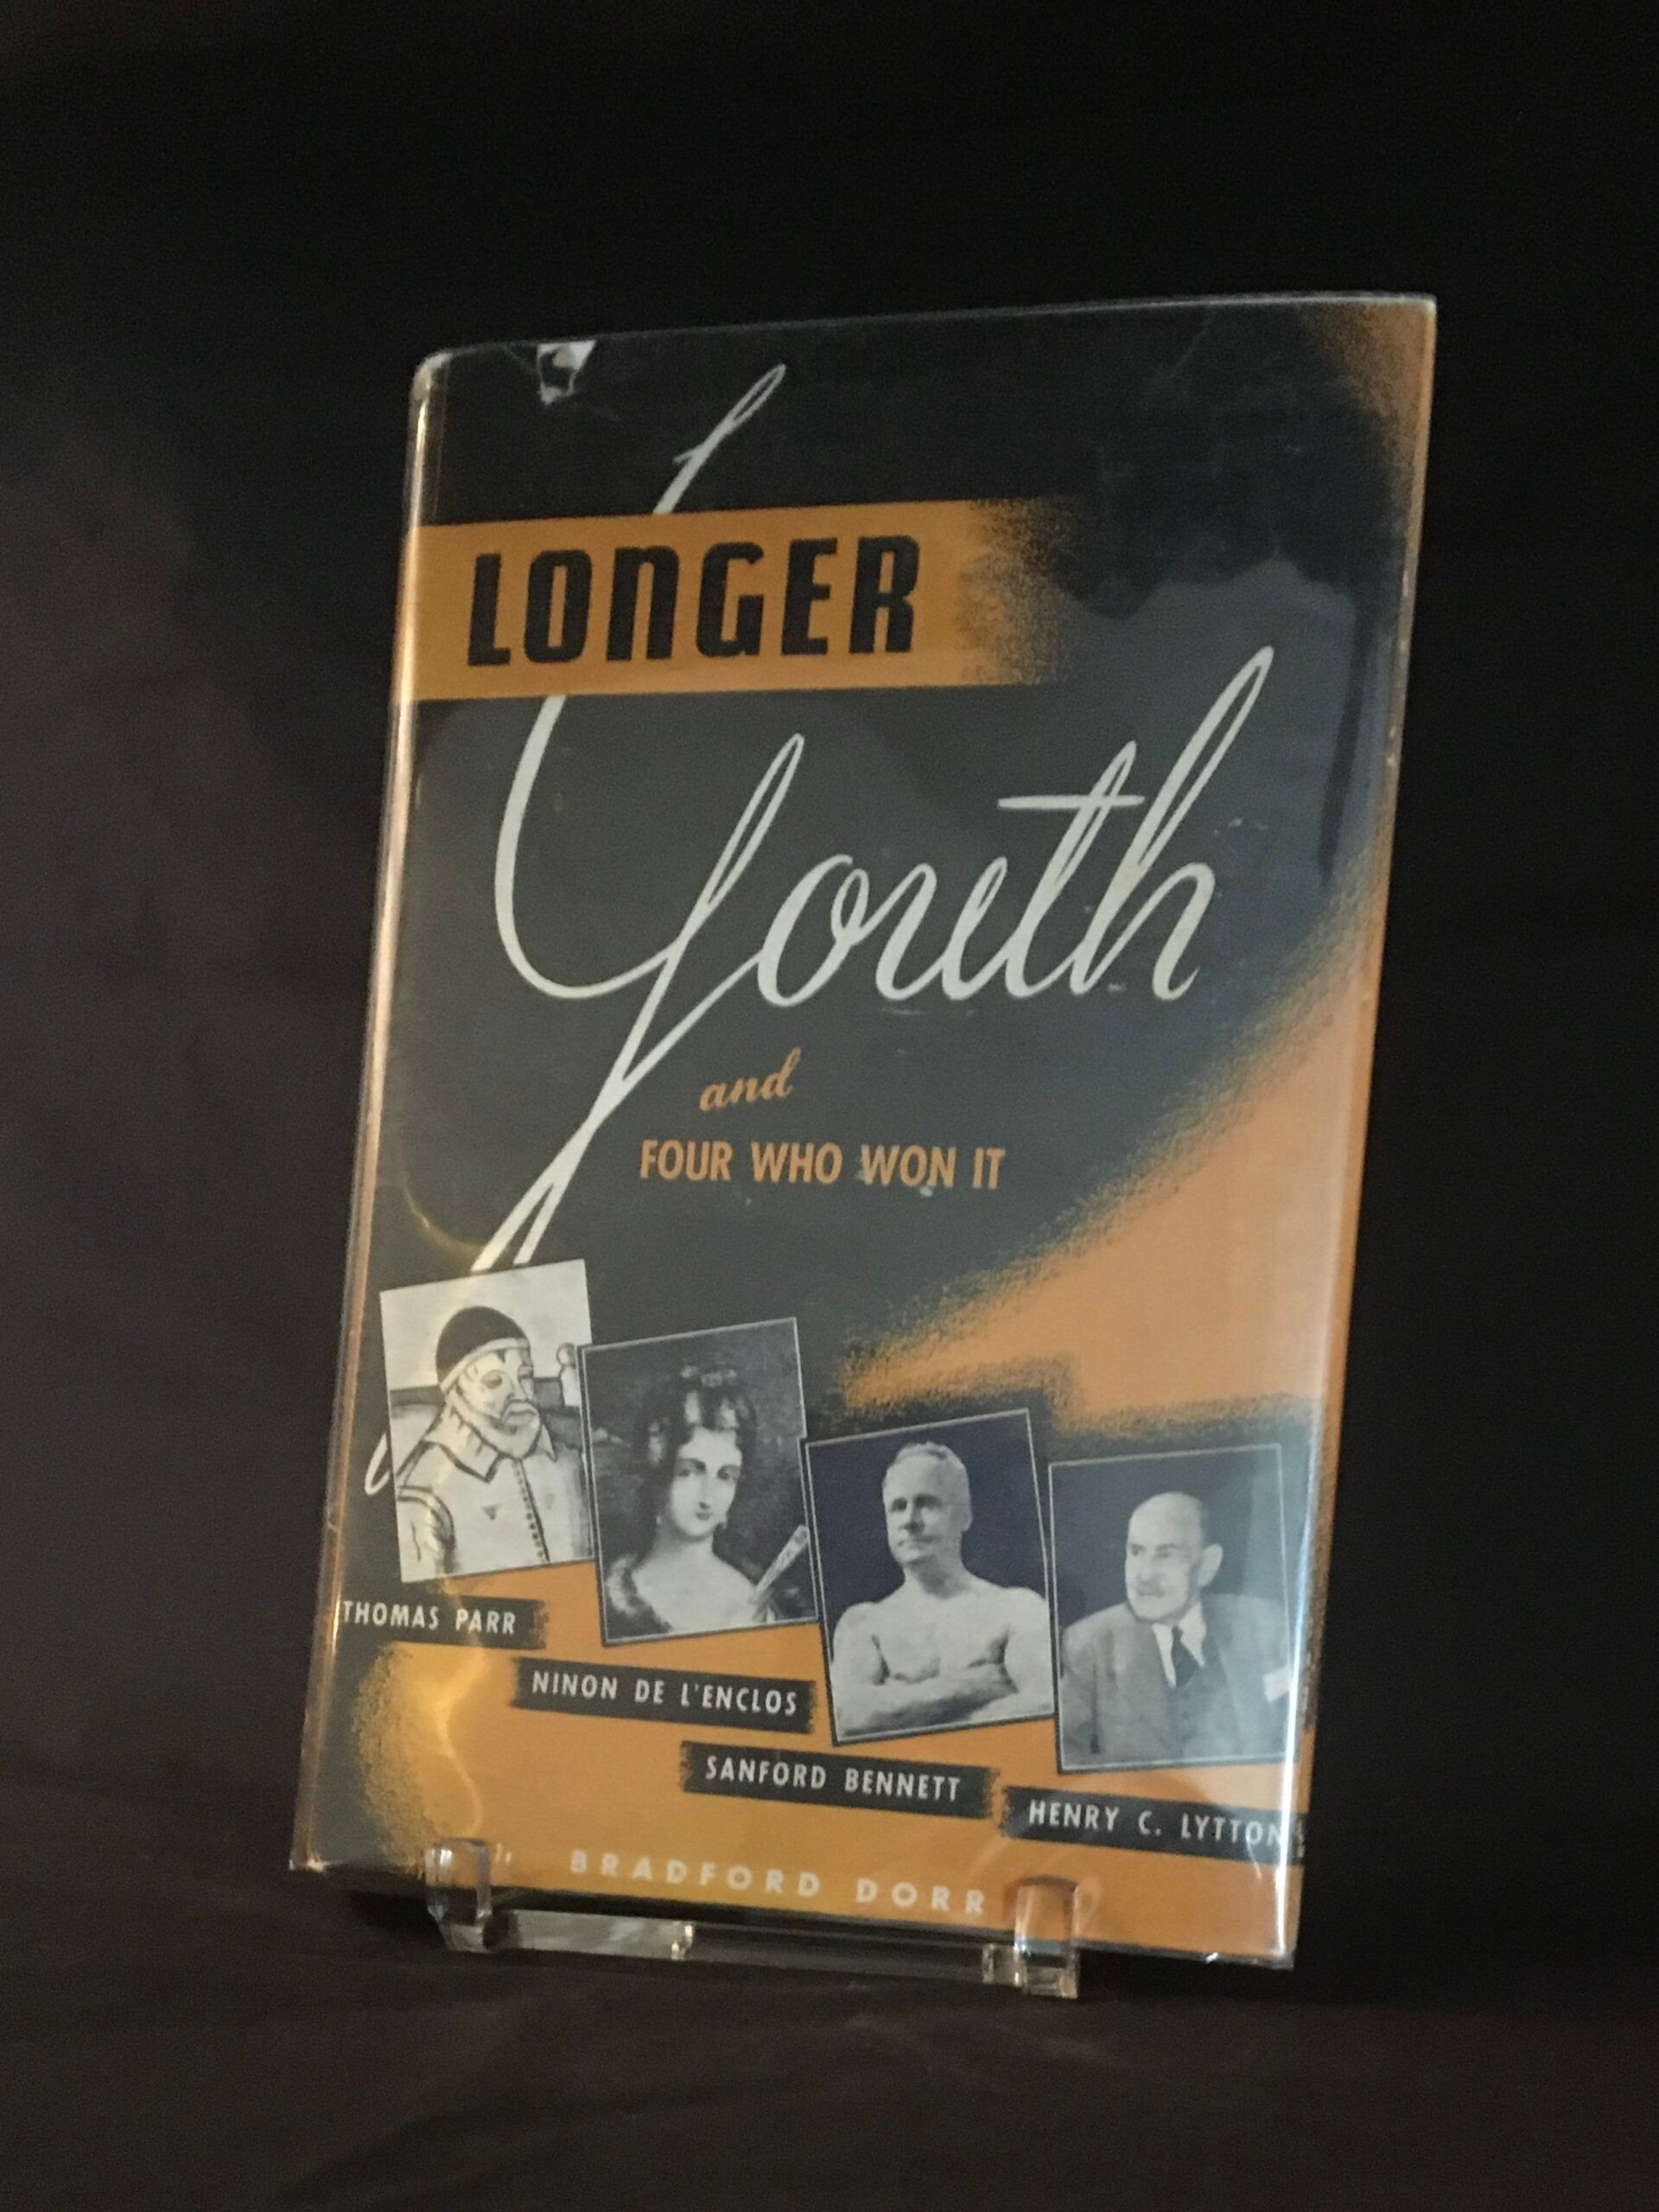 LONGER
Youth
and
FOUR WHO WON IT
THOMAS PARR
NINON DE L'ENCLOS
SANFORD BENNETT
HENRY C. LYTTON
BRADFORD DORR